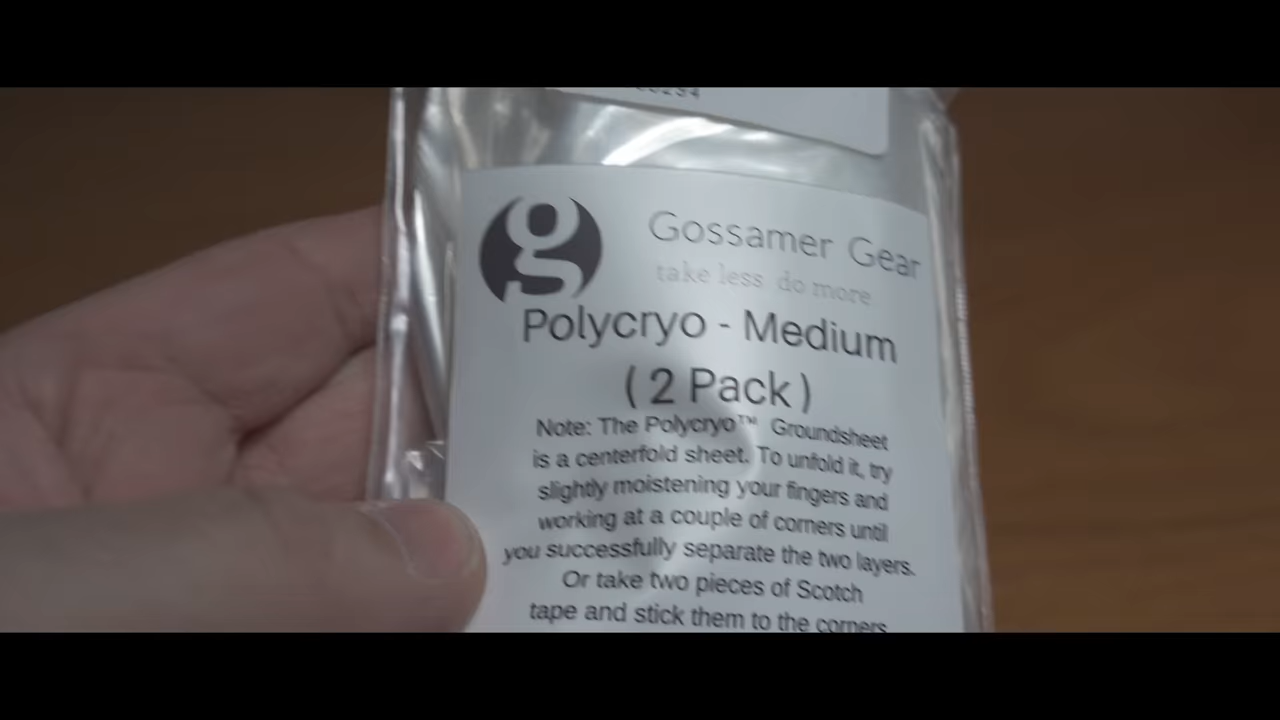 g
Gossamer Gear
take less do more
Polycryo - Medium
( 2 Pack )
Note: The Polycryo™ Groundsheet
is a centerfold sheet. To unfold it, try
slightly moistening your fingers and
working at a couple of corners until
you successfully separate the two layers.
Or take two pieces of Scotch
tape and stick them to the corners